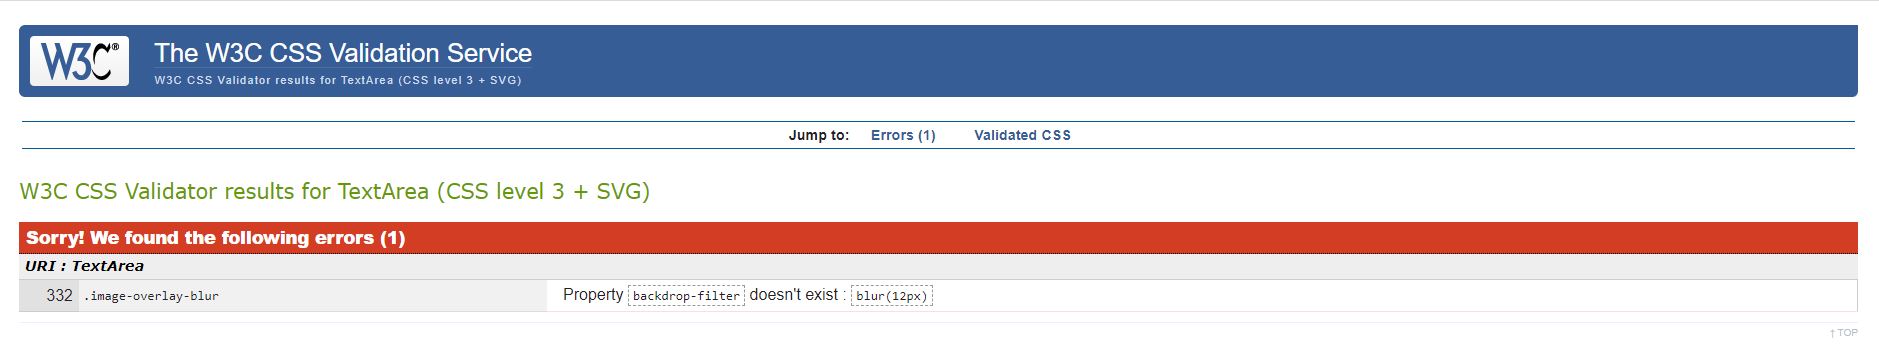 W3C®
The W3C CSS Validation Service
W3C CSS Validator results for TextArea (CSS level 3 + SVG)
Jump to: Errors (1) Validated CSS
W3C CSS Validator results for TextArea (CSS level 3 + SVG)
Sorry! We found the following errors (1)
URI : TextArea
332 .image-overlay-blur Property backdrop-filter doesn't exist : blur(12px)
↑ TOP